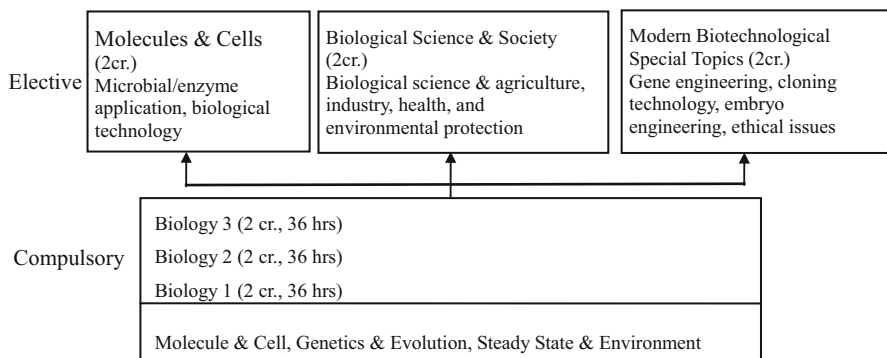 Elective
Molecules & Cells
(2cr.)
Microbial/enzyme
application, biological
technology
Biological Science & Society
(2cr.)
Biological science & agriculture,
industry, health, and
environmental protection
Modern Biotechnological
Special Topics (2cr.)
Gene engineering, cloning
technology, embryo
engineering, ethical issues
Compulsory
Biology 3 (2 cr., 36 hrs)
Biology 2 (2 cr., 36 hrs)
Biology 1 (2 cr., 36 hrs)
Molecule & Cell, Genetics & Evolution, Steady State & Environment